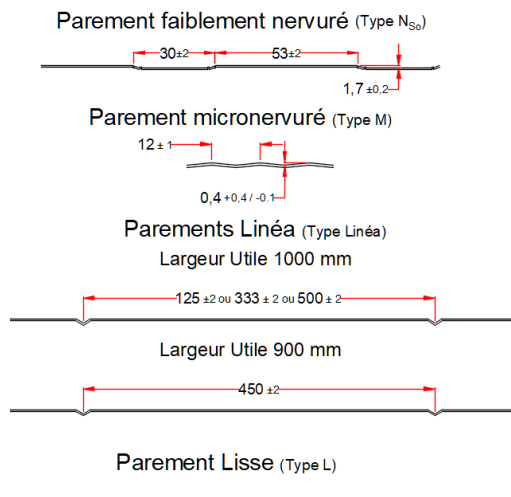 Parement faiblement nervuré (Type NSo)
30±2 53±2
1,7 ±0,2
Parement micronervuré (Type M)
12 ± 1
0,4 +0,4 / -0.1
Parements Linéa (Type Linéa)
Largeur Utile 1000 mm
125 ±2 ou 333 ± 2 ou 500 ± 2
Largeur Utile 900 mm
450 ±2
Parement Lisse (Type L)